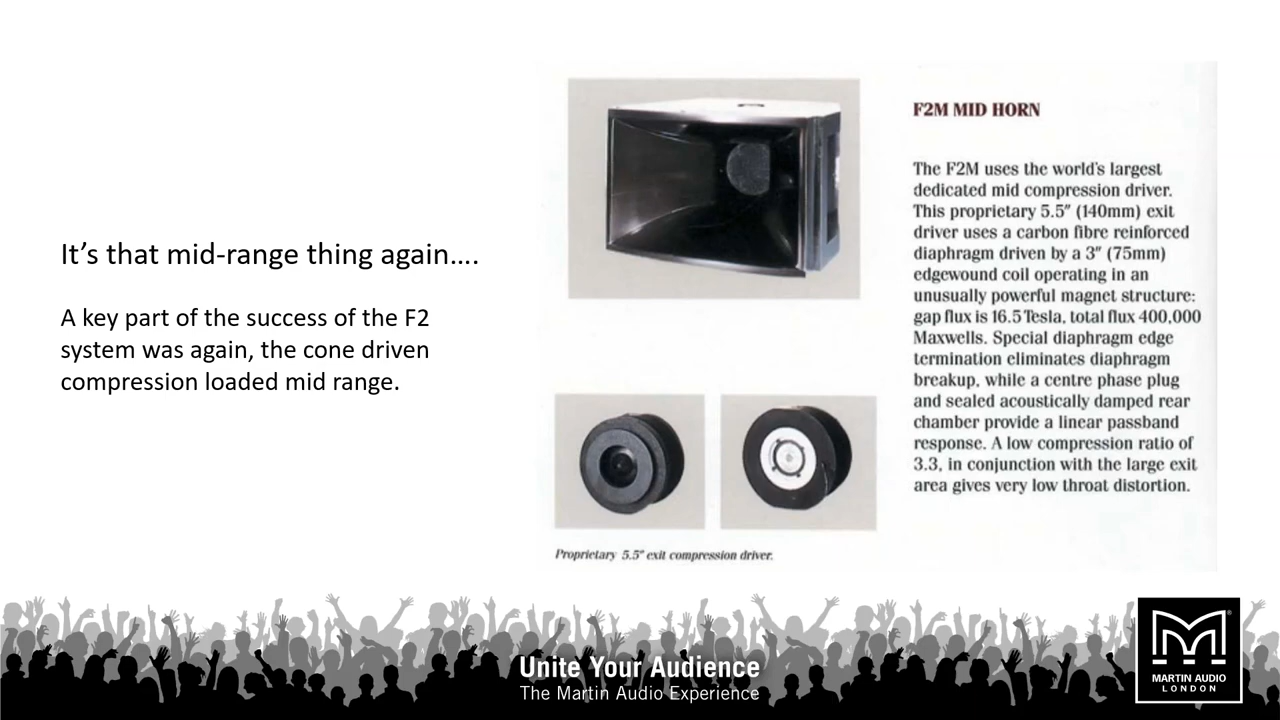 It’s that mid-range thing again….
A key part of the success of the F2
system was again, the cone driven
compression loaded mid range.
F2M MID HORN
The F2M uses the world's largest
dedicated mid compression driver.
This proprietary 5.5" (140mm) exit
driver uses a carbon fibre reinforced
diaphragm driven by a 3" (75mm)
edgewound coil operating in an
unusually powerful magnet structure:
gap flux is 16.5 Tesla, total flux 400,000
Maxwells. Special diaphragm edge
termination eliminates diaphragm
breakup, while a centre phase plug
and sealed acoustically damped rear
chamber provide a linear passband
response. A low compression ratio of
3.3, in conjunction with the large exit
area gives very low throat distortion.
Proprietary 5.5" exit compression driver.
Unite Your Audience
The Martin Audio Experience
MARTIN AUDIO
LONDON